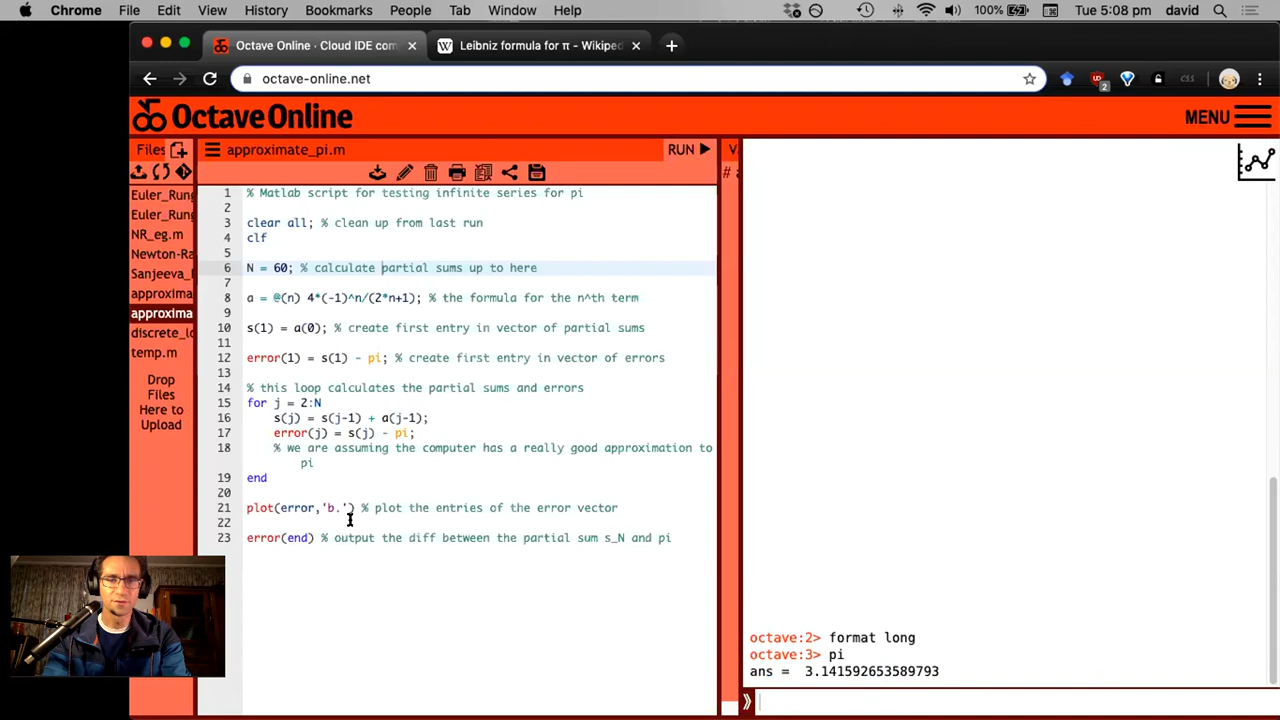 Chrome File Edit View History Bookmarks People Tab Window Help 100% Tue 5:08 pm david
Octave Online · Cloud IDE com
Leibniz formula for π - Wikiped
octave-online.net
2
Octave Online
MENU
Files
approximate_pi.m
RUN
Euler_Rung
Euler_Rung
NR_eg.m
Newton-Ra
Sanjeeva_
approxima
approxima
discrete_lo
temp.m
Drop
Files
Here to
Upload
1 % Matlab script for testing infinite series for pi
2
3 clear all; % clean up from last run
4 clf
5
6 N = 60; % calculate partial sums up to here
7
8 a = @(n) 4*(-1)^n/(2*n+1); % the formula for the n^th term
9
10 s(1) = a(0); % create first entry in vector of partial sums
11
12 error(1) = s(1) - pi; % create first entry in vector of errors
13
14 % this loop calculates the partial sums and errors
15 for j = 2:N
16 s(j) = s(j-1) + a(j-1);
17 error(j) = s(j) - pi;
18 % we are assuming the computer has a really good approximation to
pi
19 end
20
21 plot(error,'b.') % plot the entries of the error vector
22
23 error(end) % output the diff between the partial sum s_N and pi
V
# a
octave:2> format long
octave:3> pi
ans = 3.141592653589793